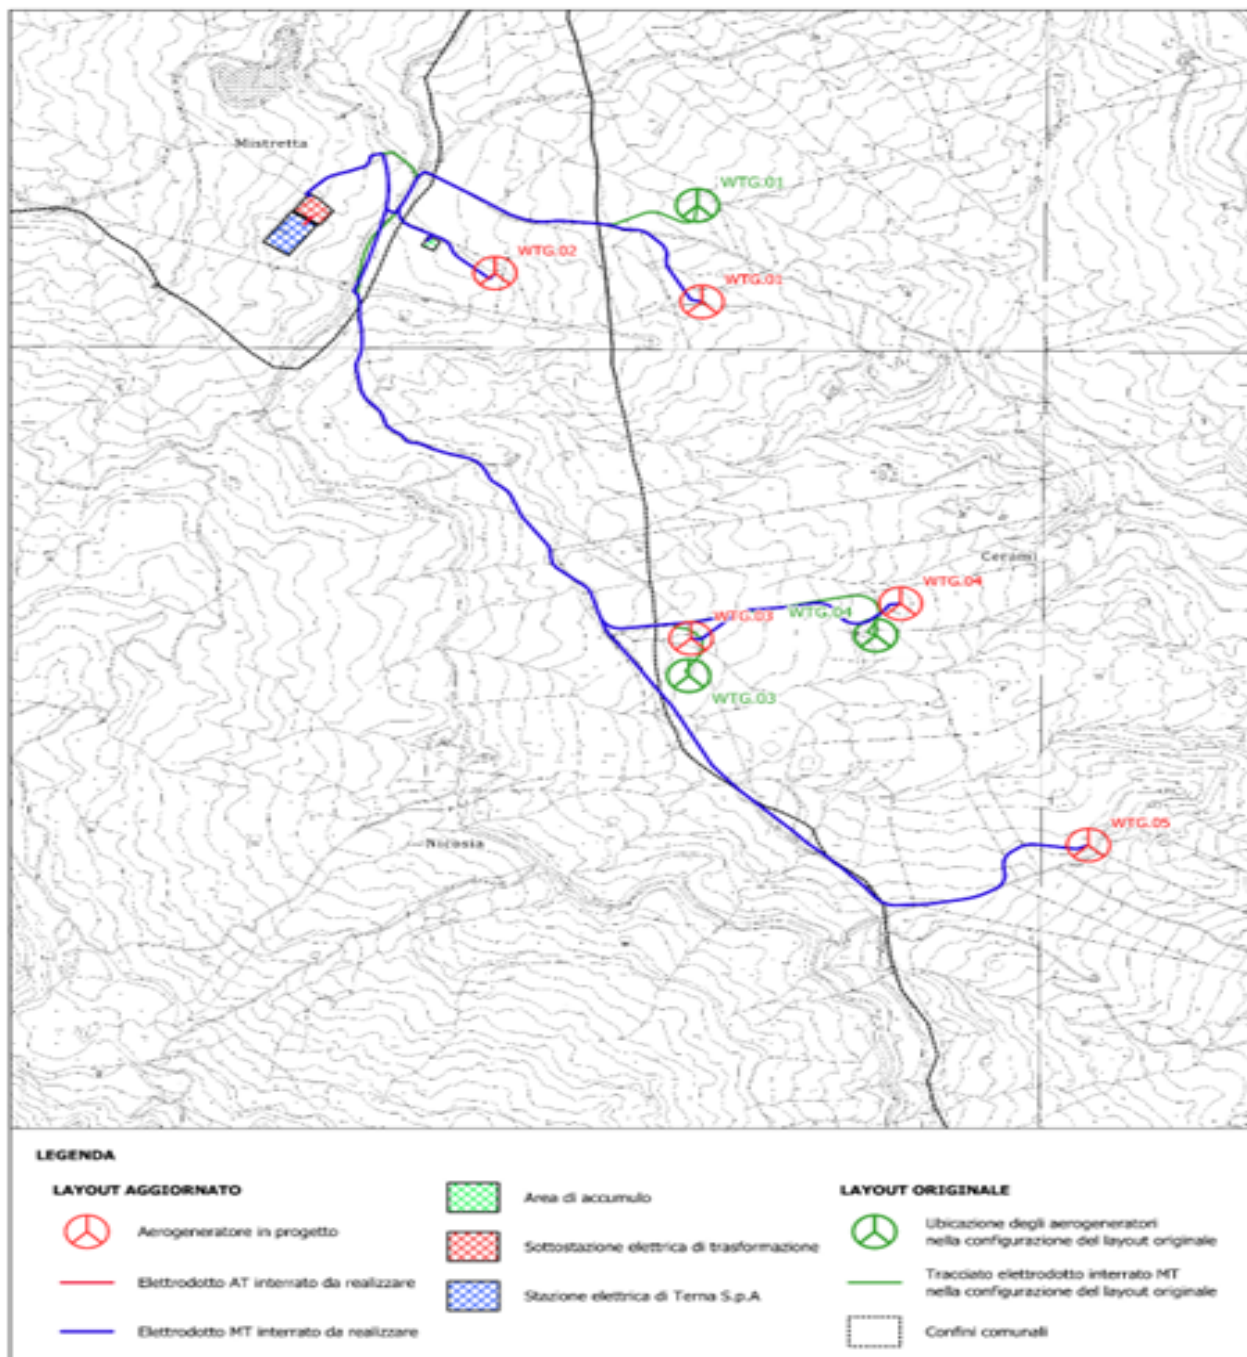 Mistretta
WTG.01
WTG.02
WTG.01
Cerami
WTG.04
WTG.04
WTG.03
WTG.03
WTG.05
Nicosia
LEGENDA
LAYOUT AGGIORNATO
Aerogeneratore in progetto
Elettrodotto AT interrato da realizzare
Elettrodotto MT interrato da realizzare
Area di accumulo
Sottostazione elettrica di trasformazione
Stazione elettrica di Terna S.p.A
LAYOUT ORIGINALE
Ubicazione degli aerogeneratori
nella configurazione del layout originale
Tracciato elettrodotto interrato MT
nella configurazione del layout originale
Confini comunali